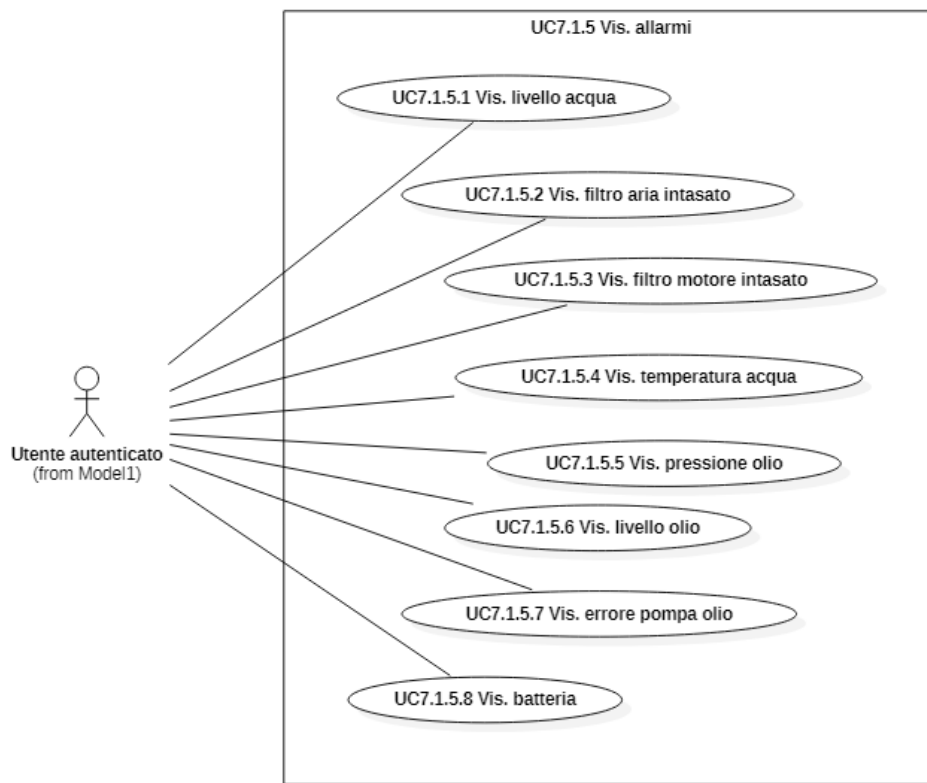 UC7.1.5 Vis. allarmi
UC7.1.5.1 Vis. livello acqua
UC7.1.5.2 Vis. filtro aria intasato
UC7.1.5.3 Vis. filtro motore intasato
UC7.1.5.4 Vis. temperatura acqua
Utente autenticato
(from Model1)
UC7.1.5.5 Vis. pressione olio
UC7.1.5.6 Vis. livello olio
UC7.1.5.7 Vis. errore pompa olio
UC7.1.5.8 Vis. batteria